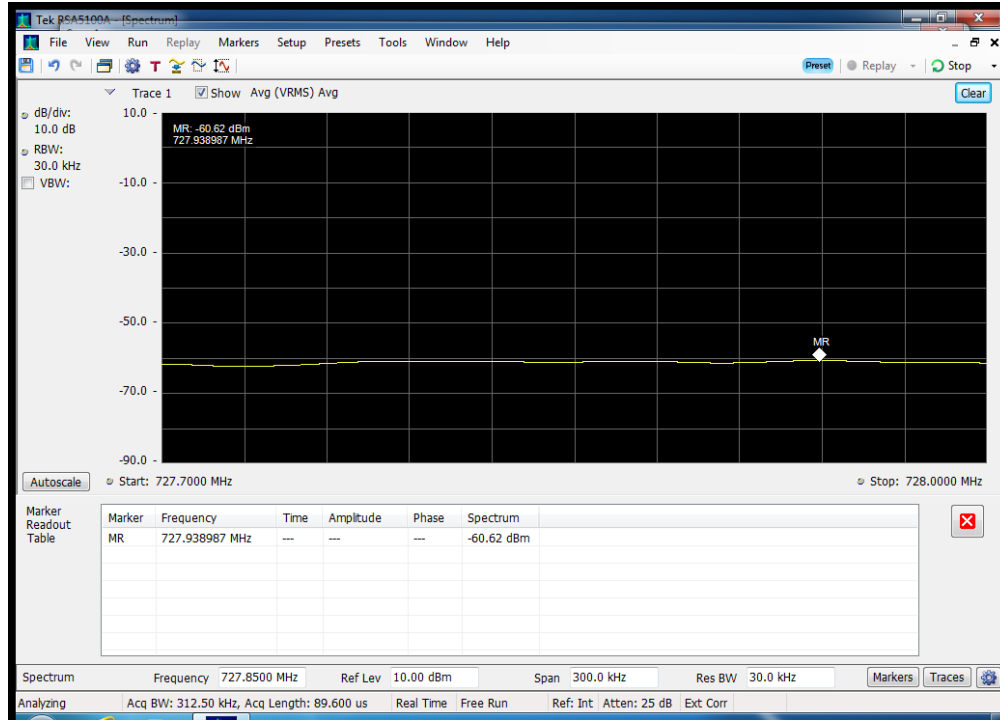 Tek RSA5100A - [Spectrum]
File View Run Replay Markers Setup Presets Tools Window Help
T Preset Replay Stop
Trace 1 Show Avg (VRMS) Avg Clear
dB/div:
10.0 dB
RBW:
30.0 kHz
VBW:
10.0
-10.0
-30.0
-50.0
-70.0
-90.0
MR: -60.62 dBm
727.938987 MHz
MR
Autoscale Start: 727.7000 MHz Stop: 728.0000 MHz
Marker
Readout
Table
Marker Frequency Time Amplitude Phase Spectrum
MR 727.938987 MHz --- --- --- -60.62 dBm
Spectrum Frequency 727.8500 MHz Ref Lev 10.00 dBm Span 300.0 kHz Res BW 30.0 kHz Markers Traces
Analyzing Acq BW: 312.50 kHz, Acq Length: 89.600 us Real Time Free Run Ref: Int Atten: 25 dB Ext Corr